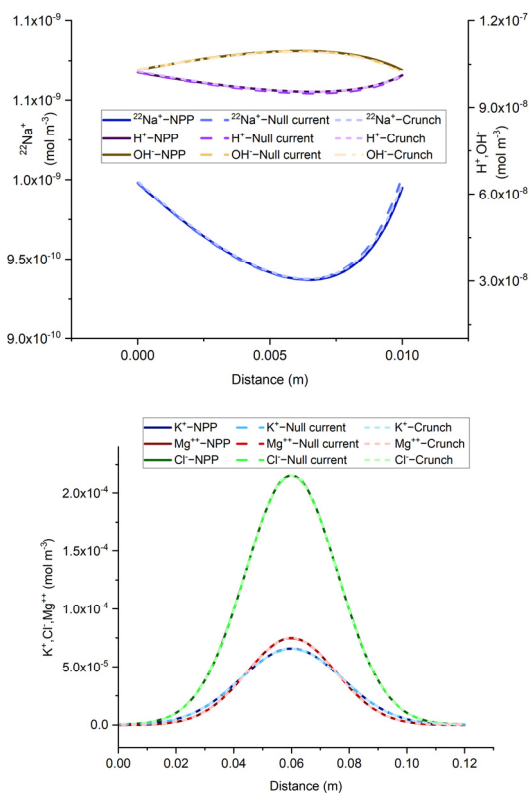 1.1x10⁻⁹
1.2x10⁻⁷
1.1x10⁻⁹
9.0x10⁻⁸
²²Na⁺
(mol m⁻³)
H⁺,OH⁻
(mol m⁻³)
²²Na⁺–NPP ²²Na⁺–Null current ²²Na⁺–Crunch
H⁺–NPP H⁺–Null current H⁺–Crunch
OH⁻–NPP OH⁻–Null current OH⁻–Crunch
1.0x10⁻⁹
6.0x10⁻⁸
9.5x10⁻¹⁰
3.0x10⁻⁸
9.0x10⁻¹⁰
0.000 0.005 0.010
Distance (m)
K⁺–NPP K⁺–Null current K⁺–Crunch
Mg⁺⁺–NPP Mg⁺⁺–Null current Mg⁺⁺–Crunch
Cl⁻–NPP Cl⁻–Null current Cl⁻–Crunch
K⁺,Cl⁻,Mg⁺⁺ (mol m⁻³)
2.0x10⁻⁴
1.5x10⁻⁴
1.0x10⁻⁴
5.0x10⁻⁵
0.0
0.00 0.02 0.04 0.06 0.08 0.10 0.12
Distance (m)